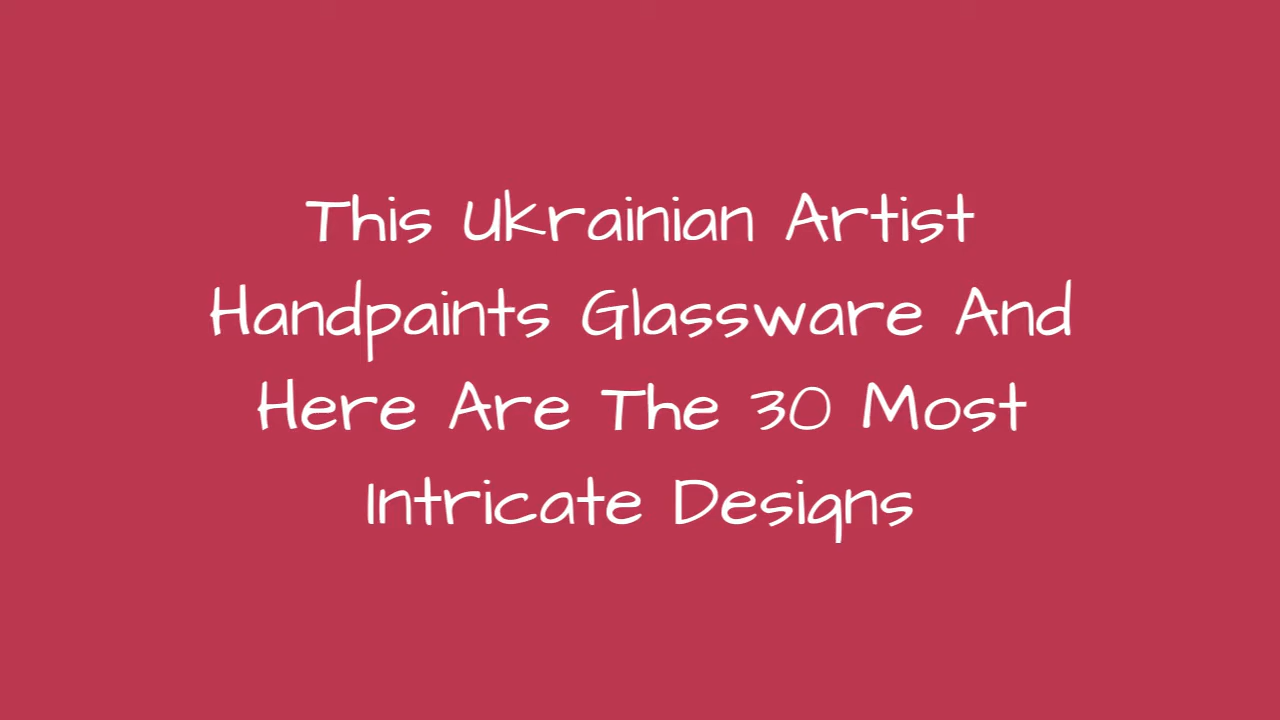 This Ukrainian Artist
Handpaints Glassware And
Here Are The 30 Most
Intricate Designs